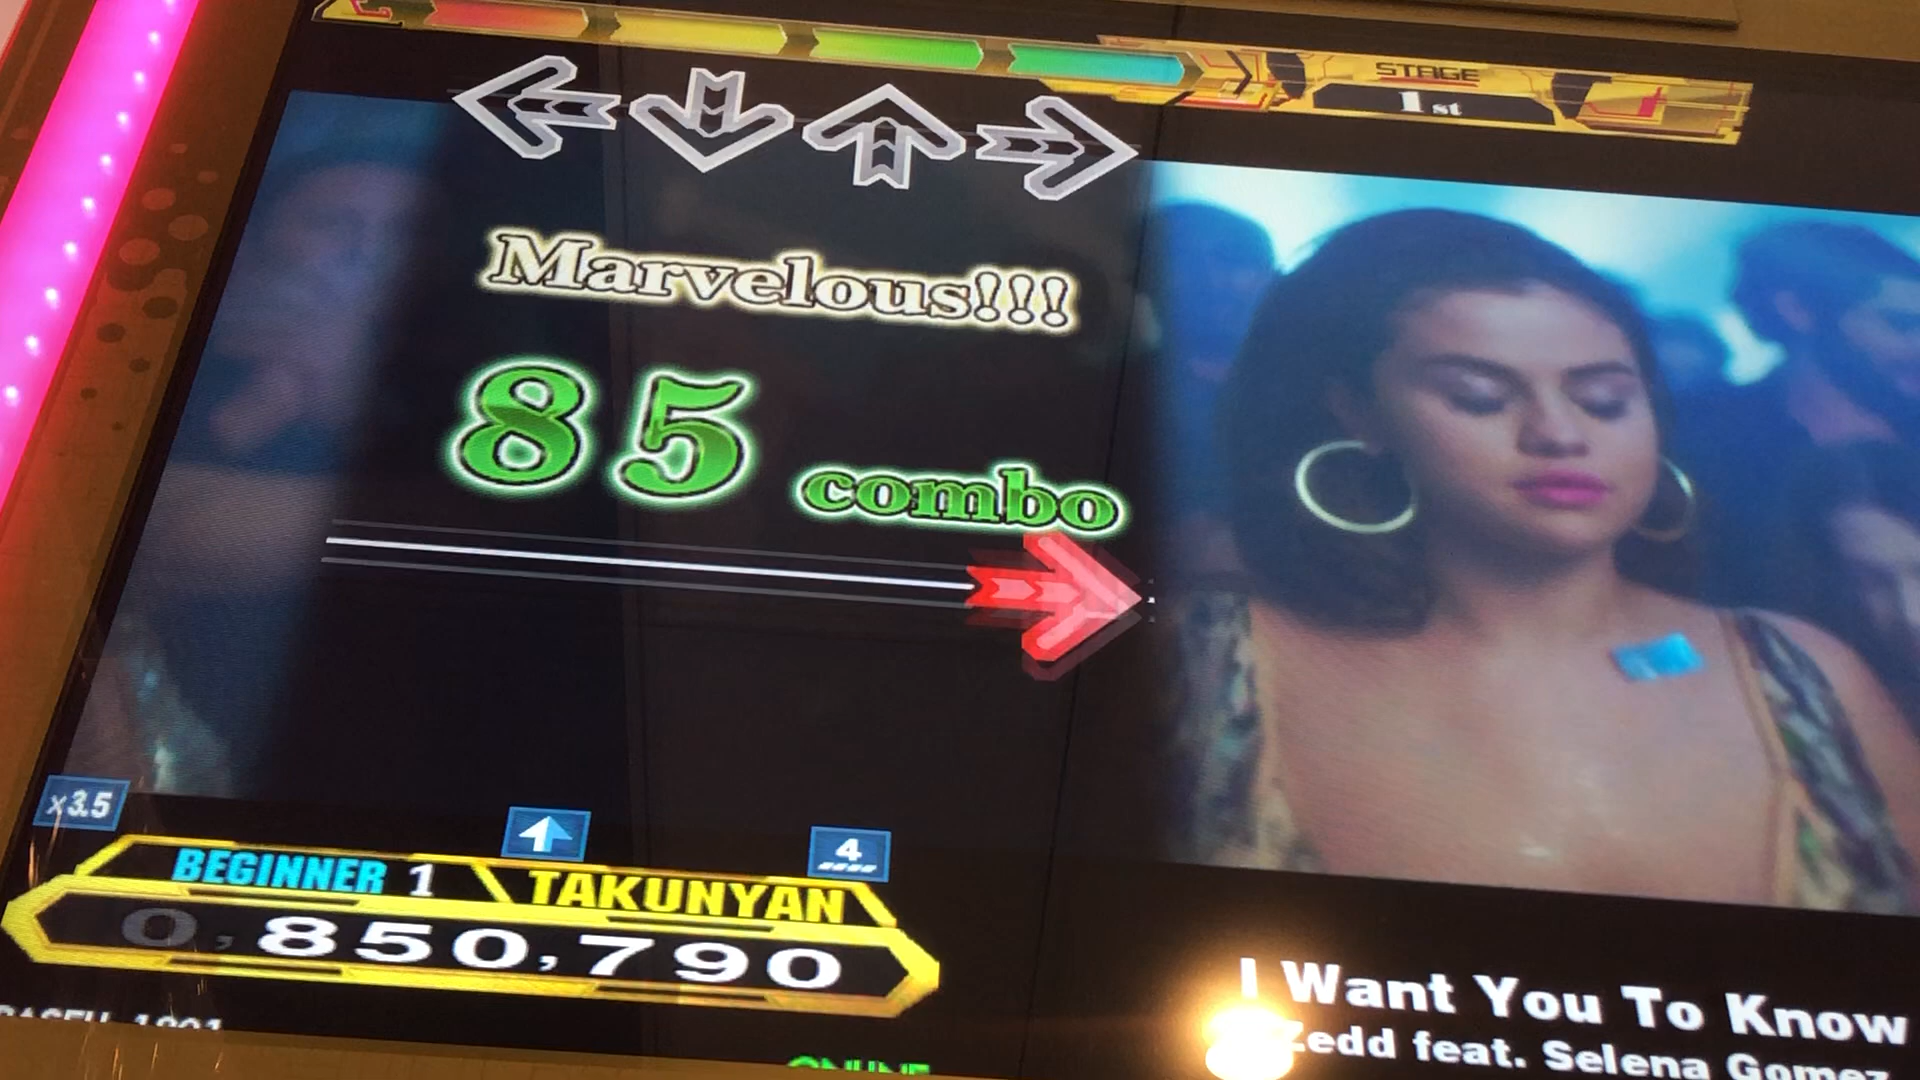 STAGE
1st
Marvelous!!!
85 combo
x3.5
4
BEGINNER 1 TAKUNYAN
0,850,790
I Want You To Know
Zedd feat. Selena Gomez
ONLINE